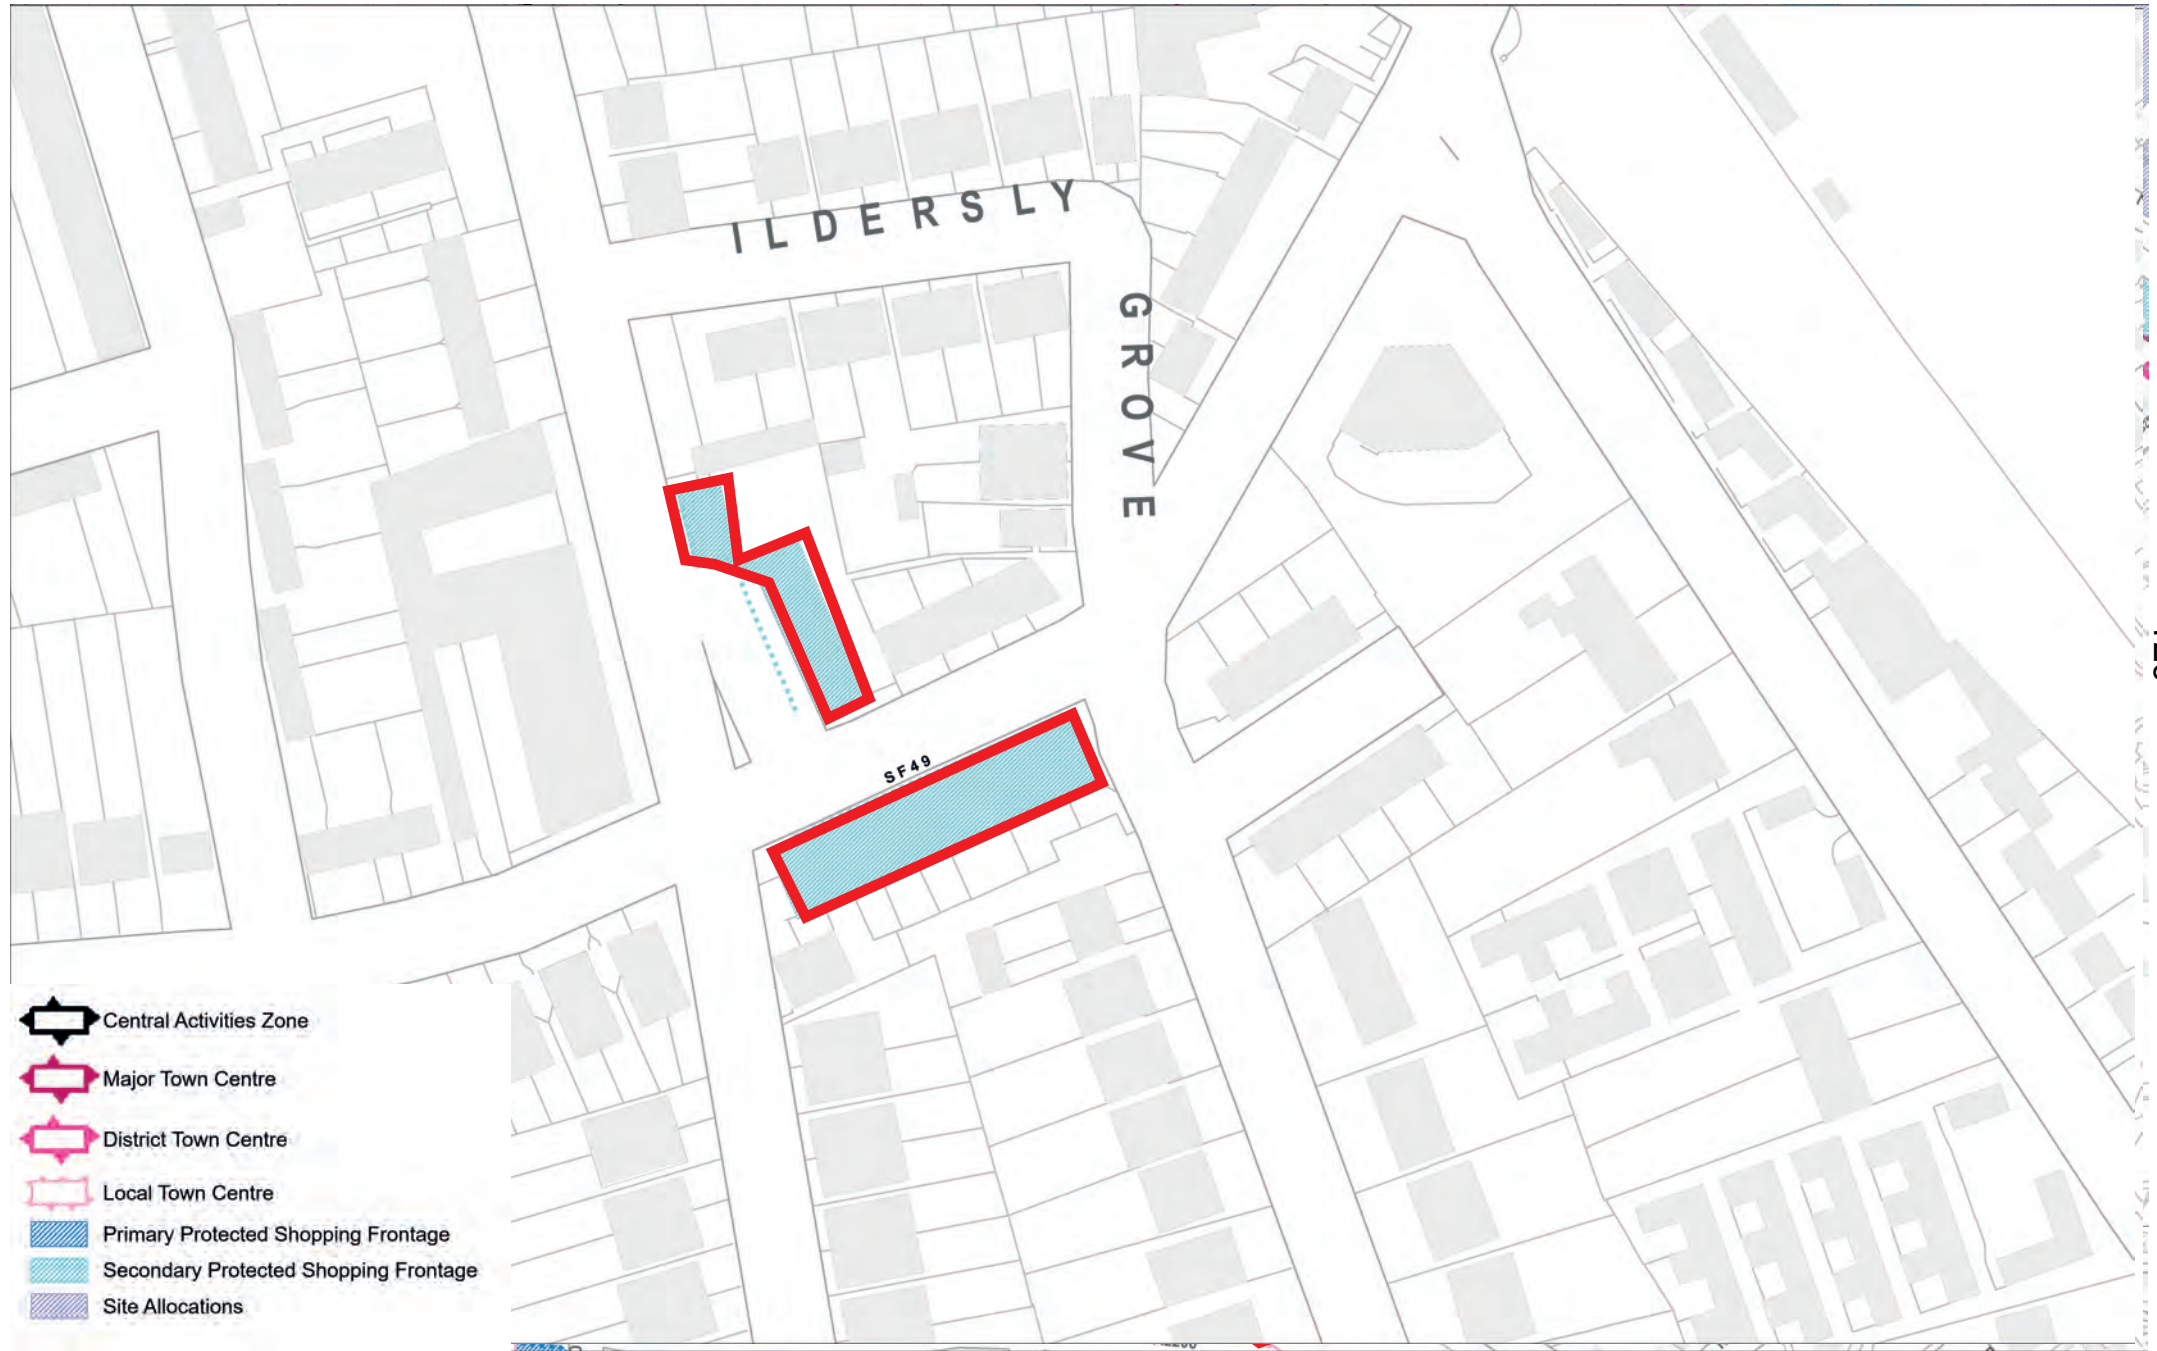 ILDERSLY
GROVE
SF49
Central Activities Zone
Major Town Centre
District Town Centre
Local Town Centre
Primary Protected Shopping Frontage
Secondary Protected Shopping Frontage
Site Allocations